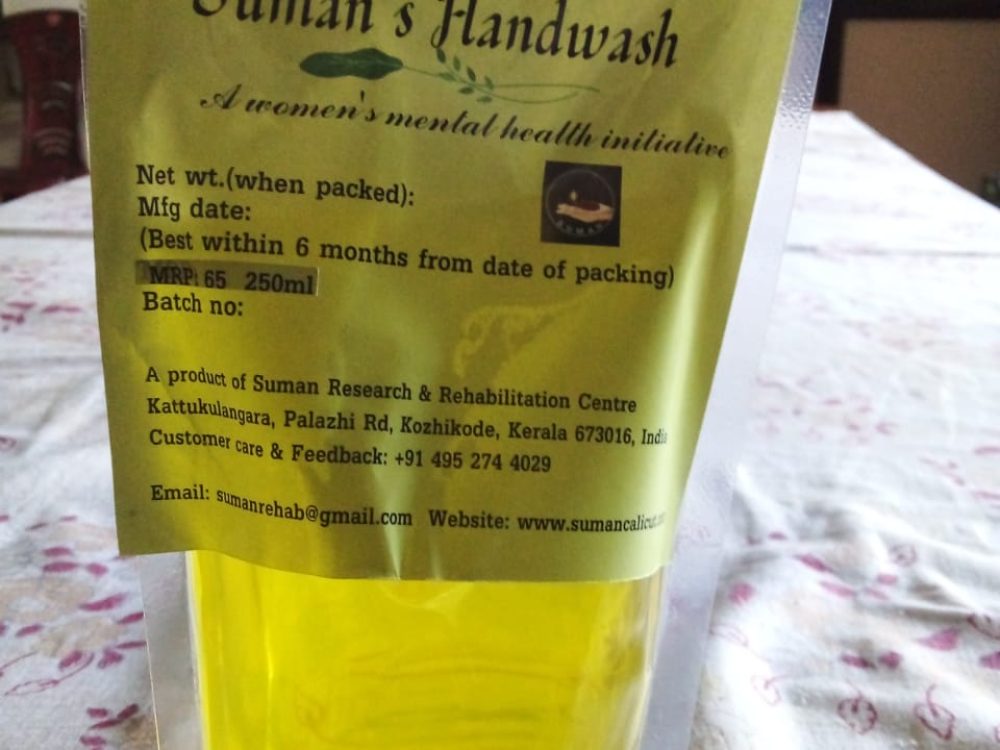 Suman's Handwash
A women's mental health initiative
Net wt.(when packed):
Mfg date:
(Best within 6 months from date of packing)
MRP: 65 250ml
Batch no:
SUMAN
A product of Suman Research & Rehabilitation Centre
Kattukulangara, Palazhi Rd, Kozhikode, Kerala 673016, India
Customer care & Feedback: +91 495 274 4029
Email: sumanrehab@gmail.com Website: www.sumancalicut